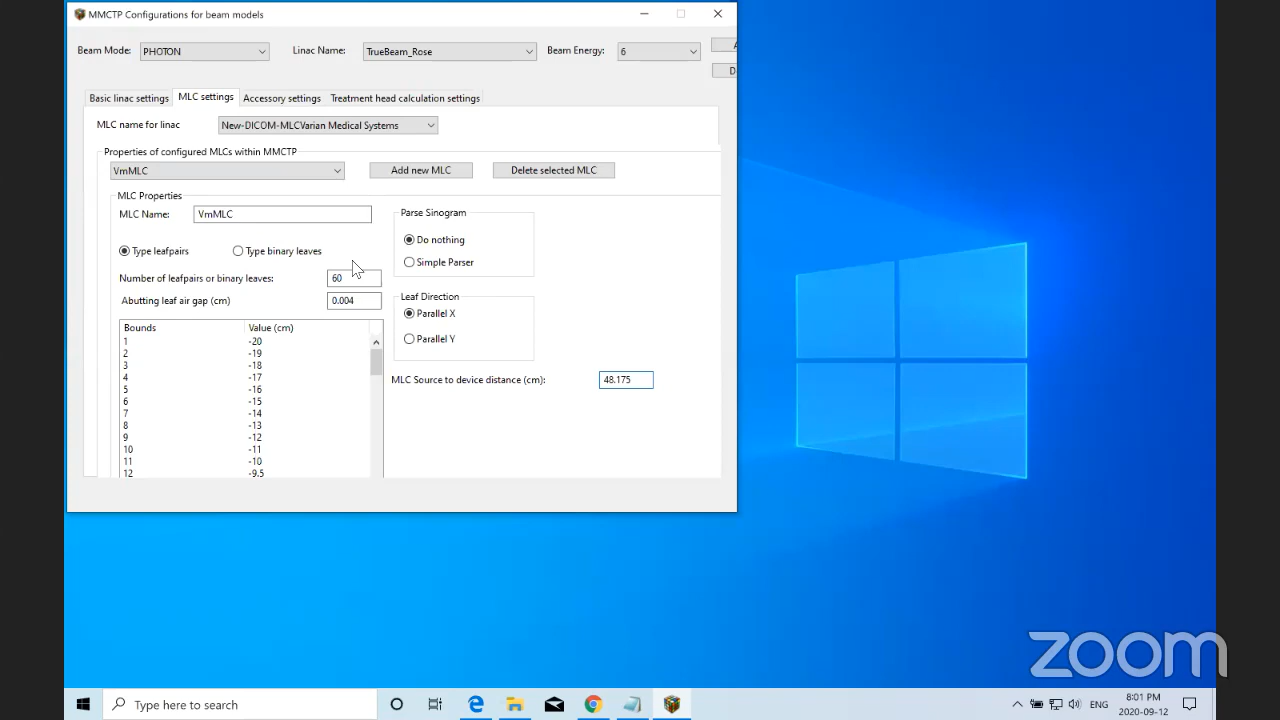 MMCTP Configurations for beam models
Beam Mode: PHOTON Linac Name: TrueBeam_Rose Beam Energy: 6
Basic linac settings MLC settings Accessory settings Treatment head calculation settings
MLC name for linac New-DICOM-MLCVarian Medical Systems
Properties of configured MLCs within MMCTP
VmMLC Add new MLC Delete selected MLC
MLC Properties
MLC Name: VmMLC
Type leafpairs Type binary leaves
Number of leafpairs or binary leaves: 60
Abutting leaf air gap (cm) 0.004
Bounds Value (cm)
1 -20
2 -19
3 -18
4 -17
5 -16
6 -15
7 -14
8 -13
9 -12
10 -11
11 -10
12 -9.5
Parse Sinogram
Do nothing
Simple Parser
Leaf Direction
Parallel X
Parallel Y
MLC Source to device distance (cm): 48.175
zoom
Type here to search
ENG
8:01 PM
2020-09-12